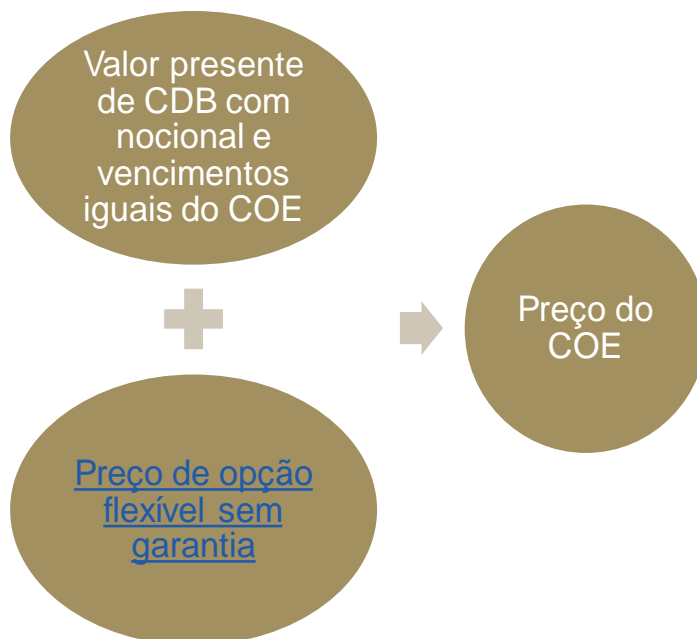 Valor presente
de CDB com
nocional e
vencimentos
iguais do COE
Preço de opção
flexível sem
garantia
Preço do
COE